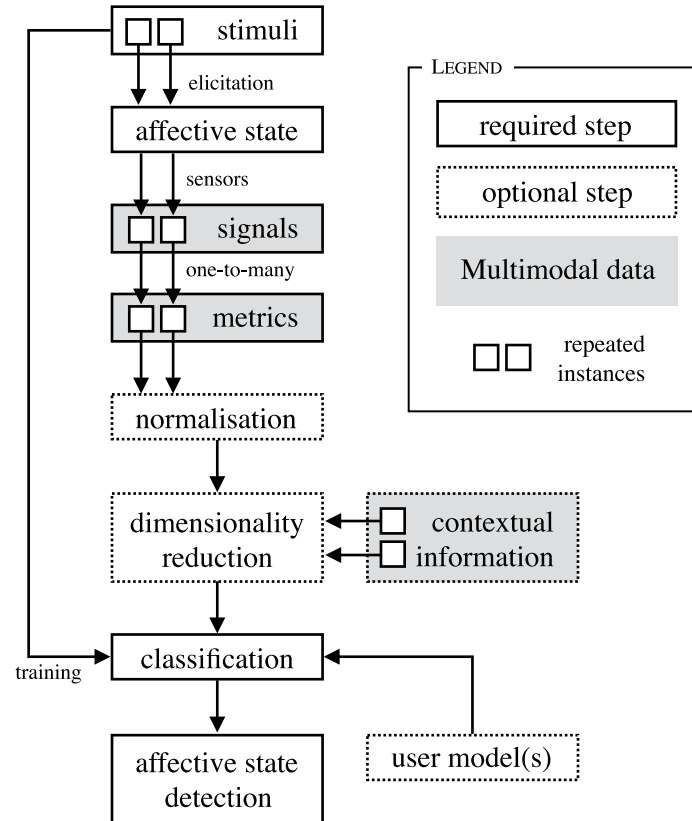 stimuli
elicitation
affective state
sensors
signals
one-to-many
metrics
normalisation
dimensionality
reduction
contextual
information
training
classification
user model(s)
affective state
detection
LEGEND
required step
optional step
Multimodal data
repeated
instances